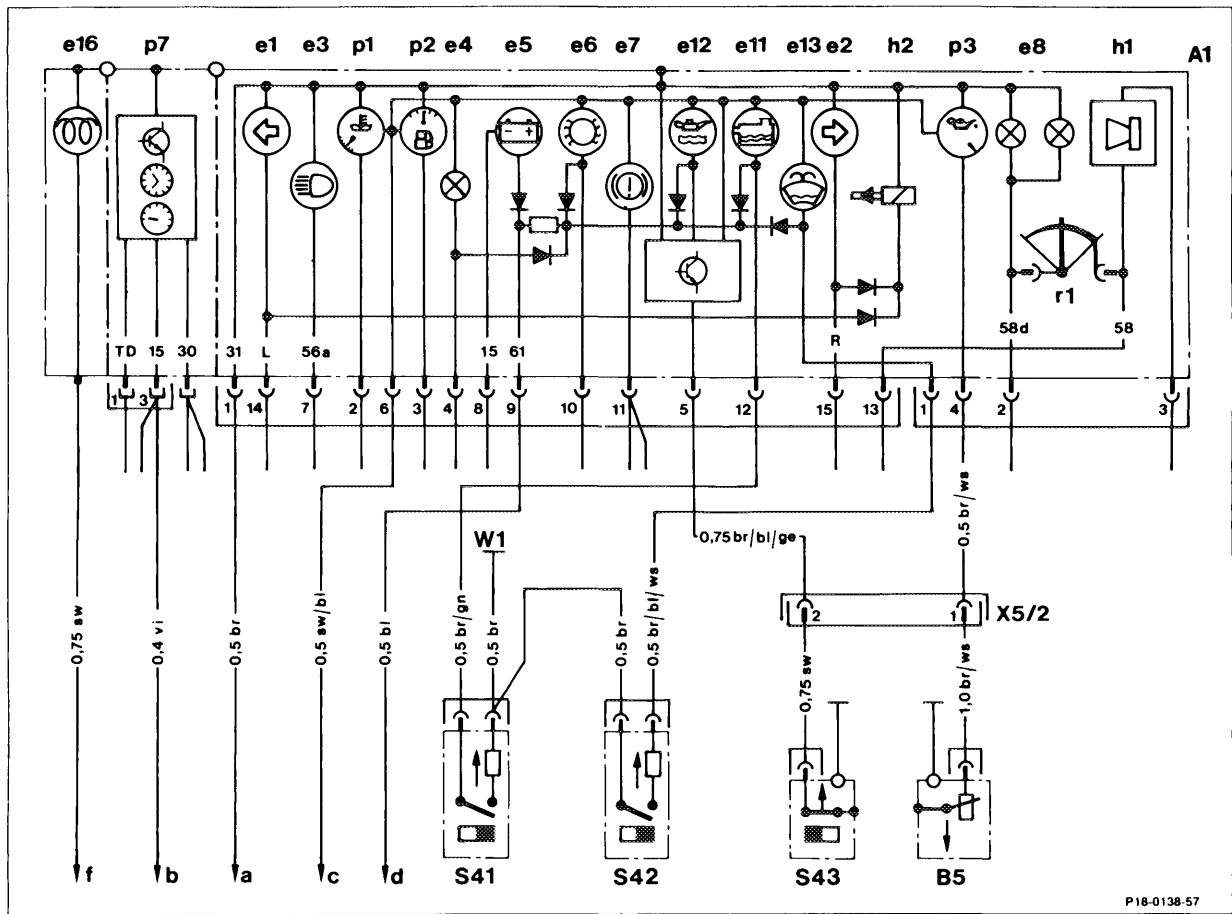 e16 p7 e1 e3 p1 p2 e4 e5 e6 e7 e12 e11 e13 e2 h2 p3 e8 h1
A1
r1
TD 15 30 31 L 56a 15 61 R 58d 58
1 3 1 14 7 2 6 3 4 8 9 10 11 5 12 15 13 1 4 2 3
W1
0,75 br/bl/ge
0,5 br/ws
2 1 X5/2
0,75 sw
0,4 vi
0,5 br
0,5 sw/bl
0,5 bl
0,5 br/gn
0,5 br
0,5 br
0,5 br/bl/ws
0,75 sw
1,0 br/ws
f b a c d S41 S42 S43 B5
P18-0138-57